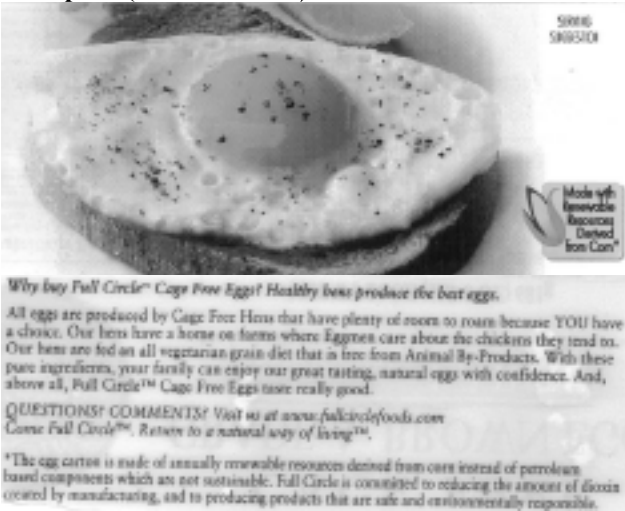 SERVING
SUGGESTION
Made with
Renewable
Resources
Derived
from Corn*
Why buy Full Circle™ Cage Free Eggs? Healthy hens produce the best eggs.
All eggs are produced by Cage Free Hens that have plenty of room to roam because YOU have
a choice. Our hens have a home on farms where Eggmen care about the chickens they tend to.
Our hens are fed an all vegetarian grain diet that is free from Animal By-Products. With these
pure ingredients, your family can enjoy our great tasting, natural eggs with confidence. And,
above all, Full Circle™ Cage Free Eggs taste really good.
QUESTIONS? COMMENTS? Visit us at www.fullcirclefoods.com
Come Full Circle™. Return to a natural way of living™.
*The egg carton is made of annually renewable resources derived from corn instead of petroleum
based components which are not sustainable. Full Circle is committed to reducing the amount of dioxin
created by manufacturing, and to producing products that are safe and environmentally responsible.